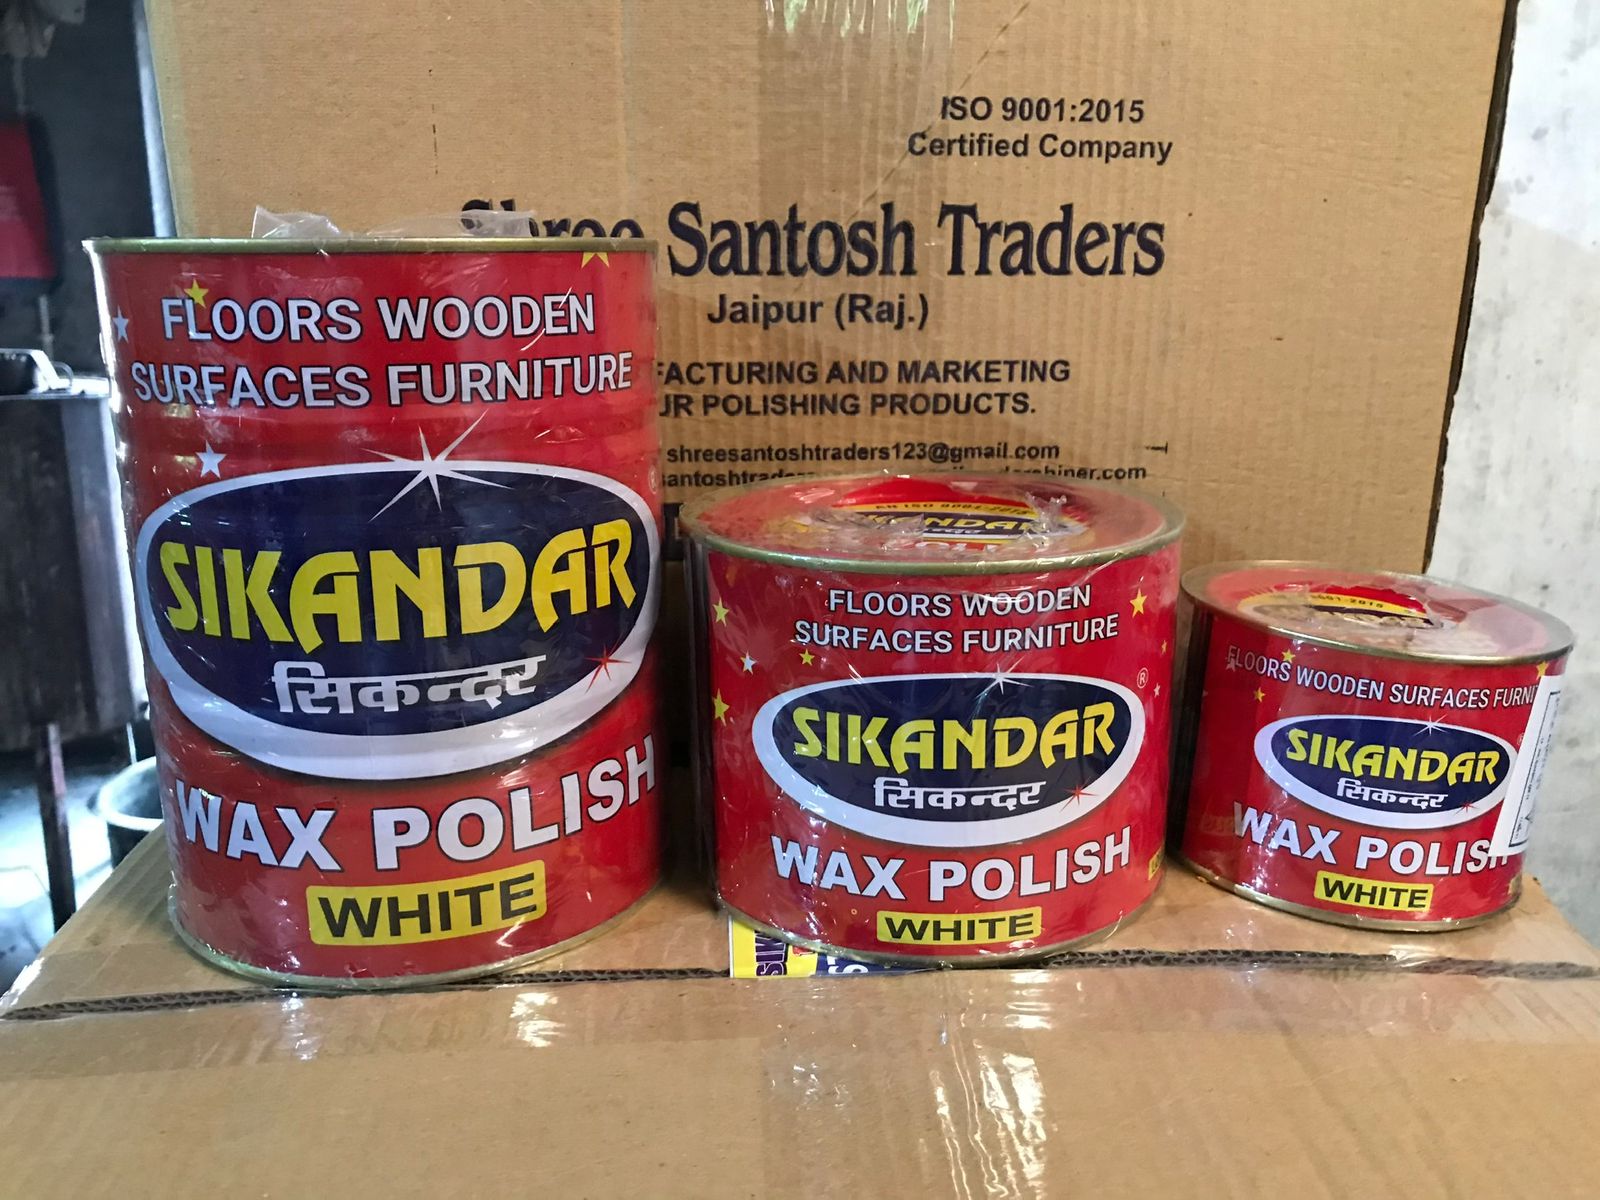 ISO 9001:2015
Certified Company
Shree Santosh Traders
Jaipur (Raj.)
FACTURING AND MARKETING
UR POLISHING PRODUCTS.
shreesantoshtraders123@gmail.com
FLOORS WOODEN
SURFACES FURNITURE
SIKANDAR
सिकन्दर
WAX POLISH
WHITE
SIKANDAR
FLOORS WOODEN
SURFACES FURNITURE
®
SIKANDAR
सिकन्दर
WAX POLISH
WHITE
FLOORS WOODEN SURFACES FURNI
SIKANDAR
सिकन्दर
WAX POLISH
WHITE